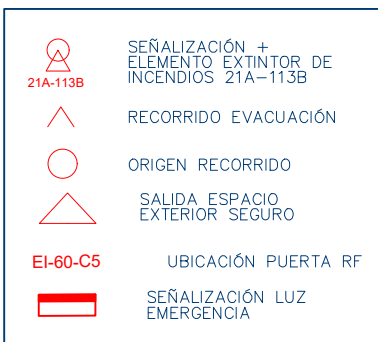 SEÑALIZACIÓN +
ELEMENTO EXTINTOR DE
INCENDIOS 21A-113B
21A-113B
RECORRIDO EVACUACIÓN
ORIGEN RECORRIDO
SALIDA ESPACIO
EXTERIOR SEGURO
EI-60-C5
UBICACIÓN PUERTA RF
SEÑALIZACIÓN LUZ
EMERGENCIA